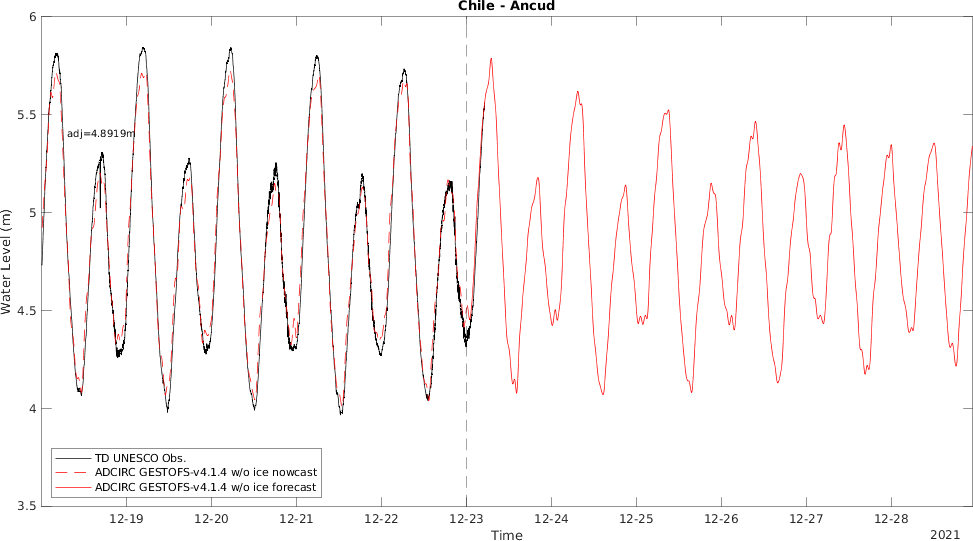 Chile - Ancud
6
5.5
5
4.5
4
3.5
Water Level (m)
adj=4.8919m
TD UNESCO Obs.
ADCIRC GESTOFS-v4.1.4 w/o ice nowcast
ADCIRC GESTOFS-v4.1.4 w/o ice forecast
12-19 12-20 12-21 12-22 12-23 12-24 12-25 12-26 12-27 12-28
Time
2021